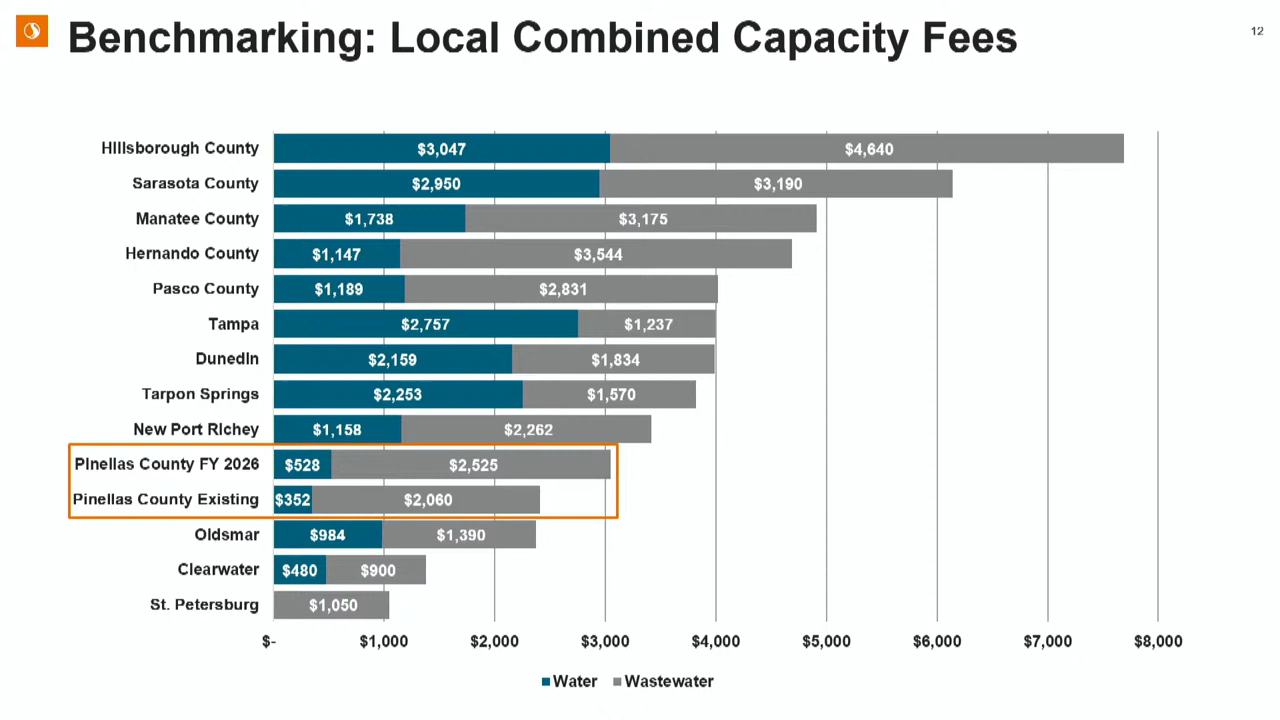 Benchmarking: Local Combined Capacity Fees
12
Hillsborough County $3,047 $4,640
Sarasota County $2,950 $3,190
Manatee County $1,738 $3,175
Hernando County $1,147 $3,544
Pasco County $1,189 $2,831
Tampa $2,757 $1,237
Dunedin $2,159 $1,834
Tarpon Springs $2,253 $1,570
New Port Richey $1,158 $2,262
Pinellas County FY 2026 $528 $2,525
Pinellas County Existing $352 $2,060
Oldsmar $984 $1,390
Clearwater $480 $900
St. Petersburg $1,050
$- $1,000 $2,000 $3,000 $4,000 $5,000 $6,000 $7,000 $8,000
Water Wastewater